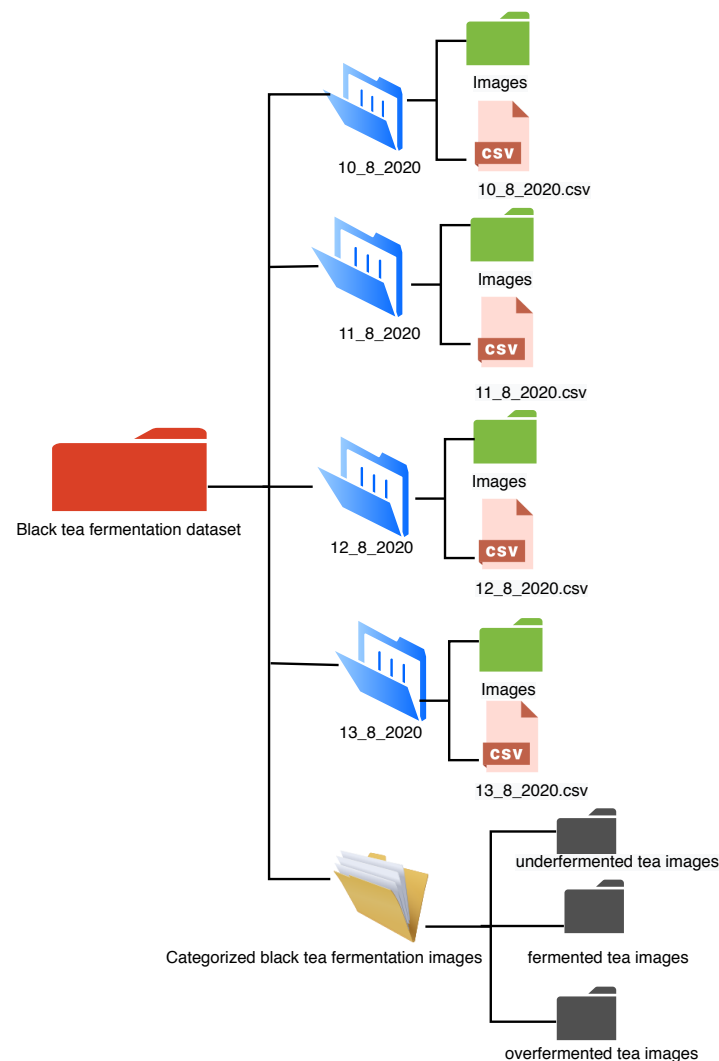 Images
CSV
10_8_2020
10_8_2020.csv
Images
CSV
11_8_2020
11_8_2020.csv
Images
CSV
Black tea fermentation dataset
12_8_2020
12_8_2020.csv
Images
CSV
13_8_2020
13_8_2020.csv
underfermented tea images
Categorized black tea fermentation images
fermented tea images
overfermented tea images